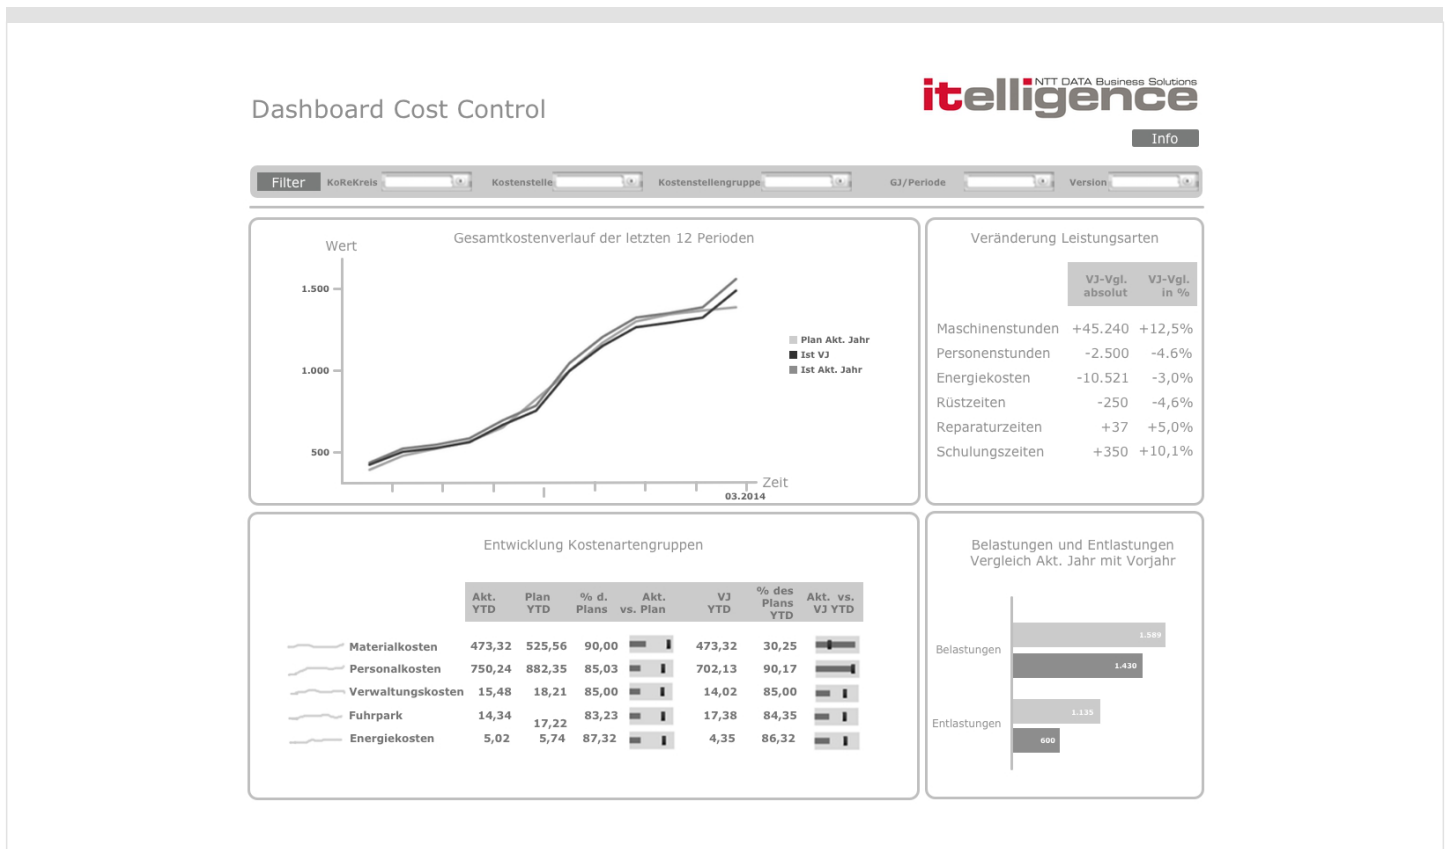 NTT DATA Business Solutions
itelligence
Dashboard Cost Control
Info
Filter KoReKreis Kostenstelle Kostenstellengruppe GJ/Periode Version
Gesamtkostenverlauf der letzten 12 Perioden
Wert
1.500
1.000
500
Plan Akt. Jahr
Ist VJ
Ist Akt. Jahr
Zeit
03.2014
Veränderung Leistungsarten
VJ-Vgl. VJ-Vgl.
absolut in %
Maschinenstunden +45.240 +12,5%
Personenstunden -2.500 -4.6%
Energiekosten -10.521 -3,0%
Rüstzeiten -250 -4,6%
Reparaturzeiten +37 +5,0%
Schulungszeiten +350 +10,1%
Entwicklung Kostenartengruppen
Akt. Plan % d. Akt. VJ % des Akt. vs.
YTD YTD Plans vs. Plan YTD Plans VJ YTD
YTD
Materialkosten 473,32 525,56 90,00 473,32 30,25
Personalkosten 750,24 882,35 85,03 702,13 90,17
Verwaltungskosten 15,48 18,21 85,00 14,02 85,00
Fuhrpark 14,34 17,22 83,23 17,38 84,35
Energiekosten 5,02 5,74 87,32 4,35 86,32
Belastungen und Entlastungen
Vergleich Akt. Jahr mit Vorjahr
Belastungen
1.589
1.430
Entlastungen
1.135
600